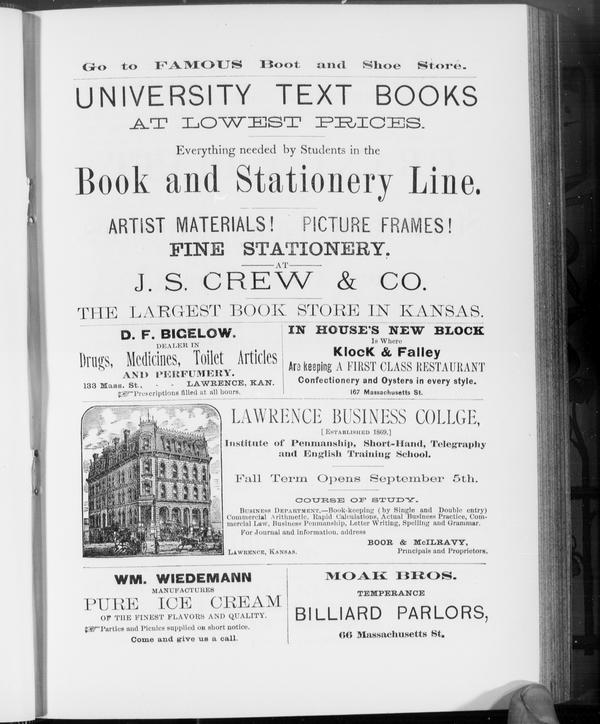 Go to FAMOUS Boot and Shoe Store.
UNIVERSITY TEXT BOOKS
AT LOWEST PRICES.
Everything needed by Students in the
Book and Stationery Line.
ARTIST MATERIALS! PICTURE FRAMES!
FINE STATIONERY.
AT
J. S. CREW & CO.
THE LARGEST BOOK STORE IN KANSAS.
D. F. BIGELOW.
DEALER IN
Drugs, Medicines, Toilet Articles
AND PERFUMERY.
133 Mass. St., - - LAWRENCE, KAN.
☞Prescriptions filled at all hours.
IN HOUSE'S NEW BLOCK
Is Where
KlocK & Falley
Are keeping A FIRST CLASS RESTAURANT
Confectionery and Oysters in every style.
167 Massachusetts St.
LAWRENCE BUSINESS COLLGE,
[ESTABLISHED 1869.]
Institute of Penmanship, Short-Hand, Telegraphy
and English Training School.
Fall Term Opens September 5th.
COURSE OF STUDY.
BUSINESS DEPARTMENT.—Book-keeping (by Single and Double entry)
Commercial Arithmetic, Rapid Calculations, Actual Business Practice, Com-
mercial Law, Business Penmanship, Letter Writing, Spelling and Grammar.
For Journal and information, address
BOOR & McILRAVY,
LAWRENCE, KANSAS. Principals and Proprietors.
WM. WIEDEMANN
MANUFACTURES
PURE ICE CREAM
OF THE FINEST FLAVORS AND QUALITY.
☞Parties and Picnics supplied on short notice.
Come and give us a call.
MOAK BROS.
TEMPERANCE
BILLIARD PARLORS,
66 Massachusetts St.